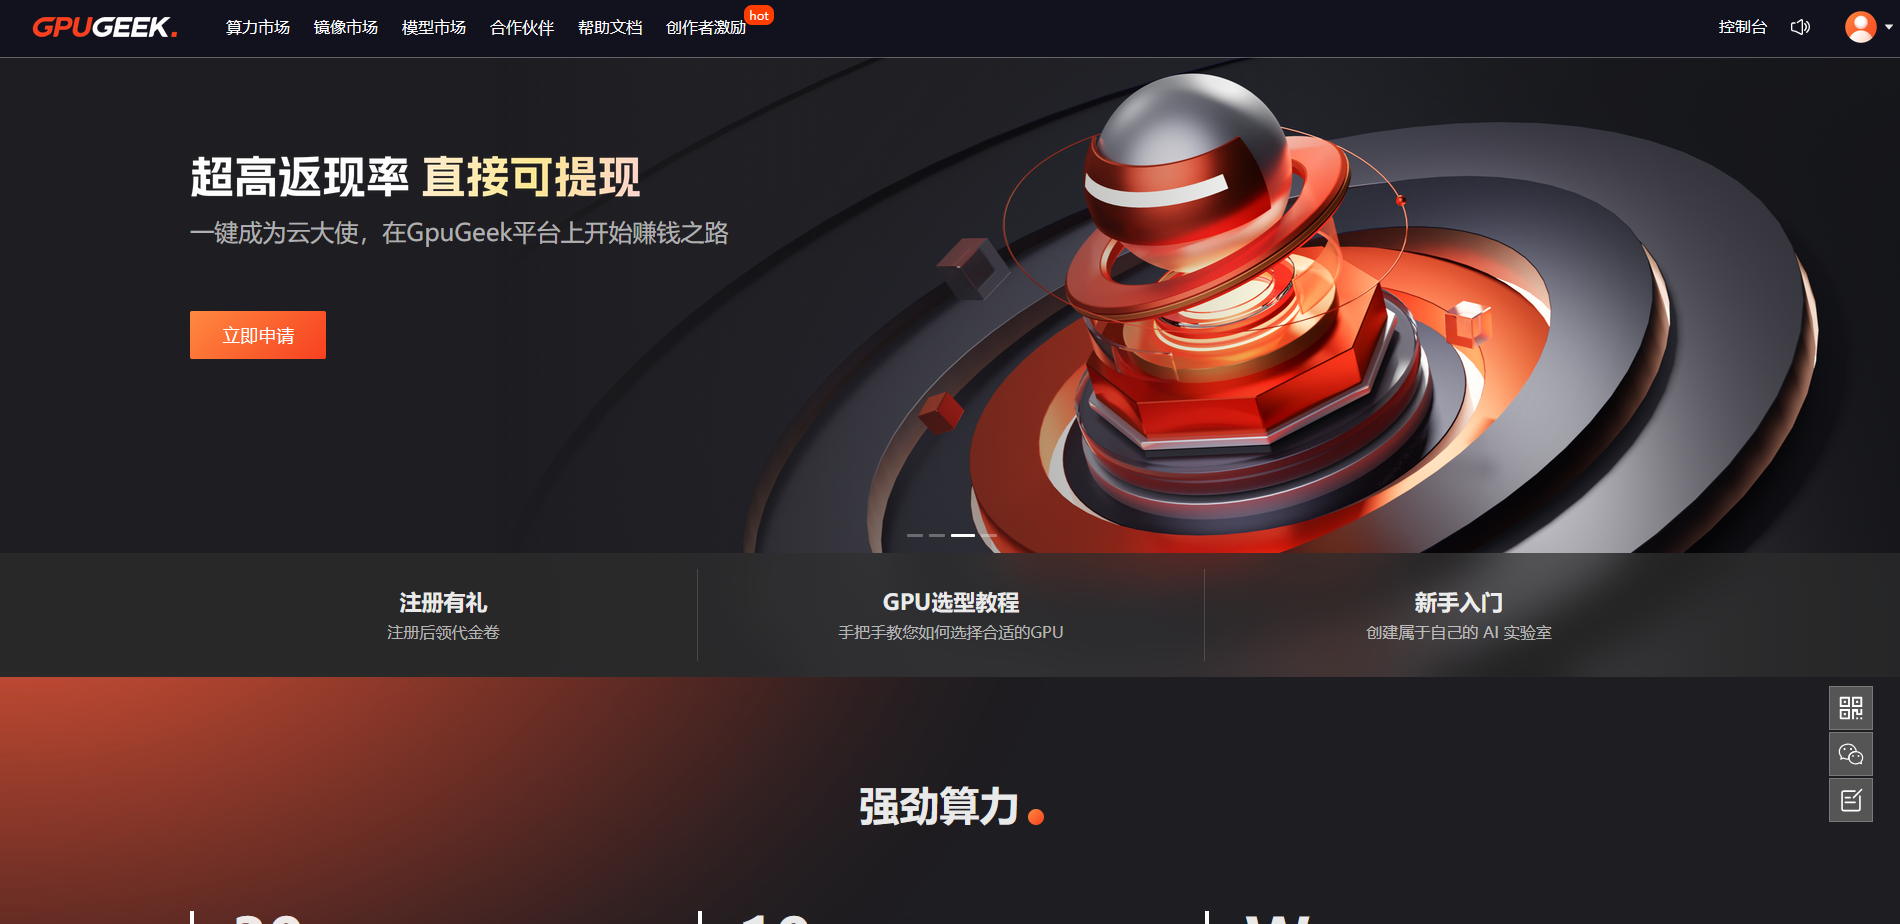 GPUGEEK.
算力市场 镜像市场 模型市场 合作伙伴 帮助文档 创作者激励 hot 控制台
超高返现率 直接可提现
一键成为云大使，在GpuGeek平台上开始赚钱之路
立即申请
注册有礼
注册后领代金卷
GPU选型教程
手把手教您如何选择合适的GPU
新手入门
创建属于自己的 AI 实验室
强劲算力